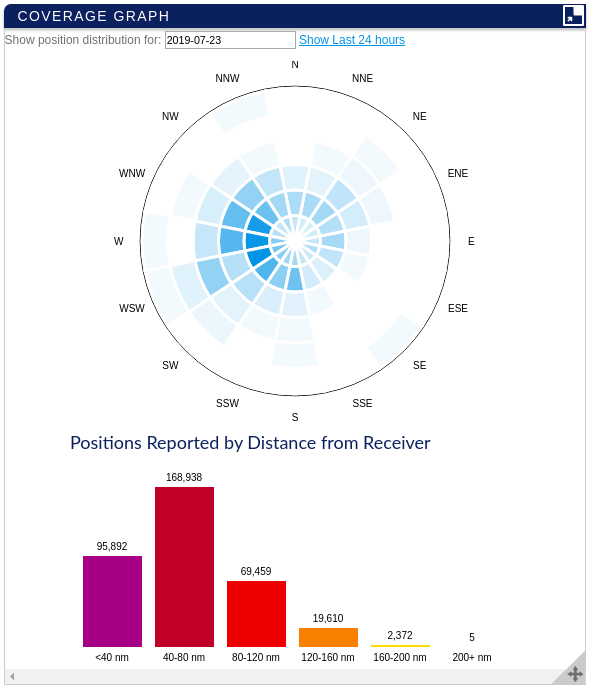 COVERAGE GRAPH
Show position distribution for: 2019-07-23 Show Last 24 hours
N
NNW NNE
NW NE
WNW ENE
W E
WSW ESE
SW SE
SSW SSE
S
Positions Reported by Distance from Receiver
168,938
95,892
69,459
19,610
2,372
5
<40 nm 40-80 nm 80-120 nm 120-160 nm 160-200 nm 200+ nm